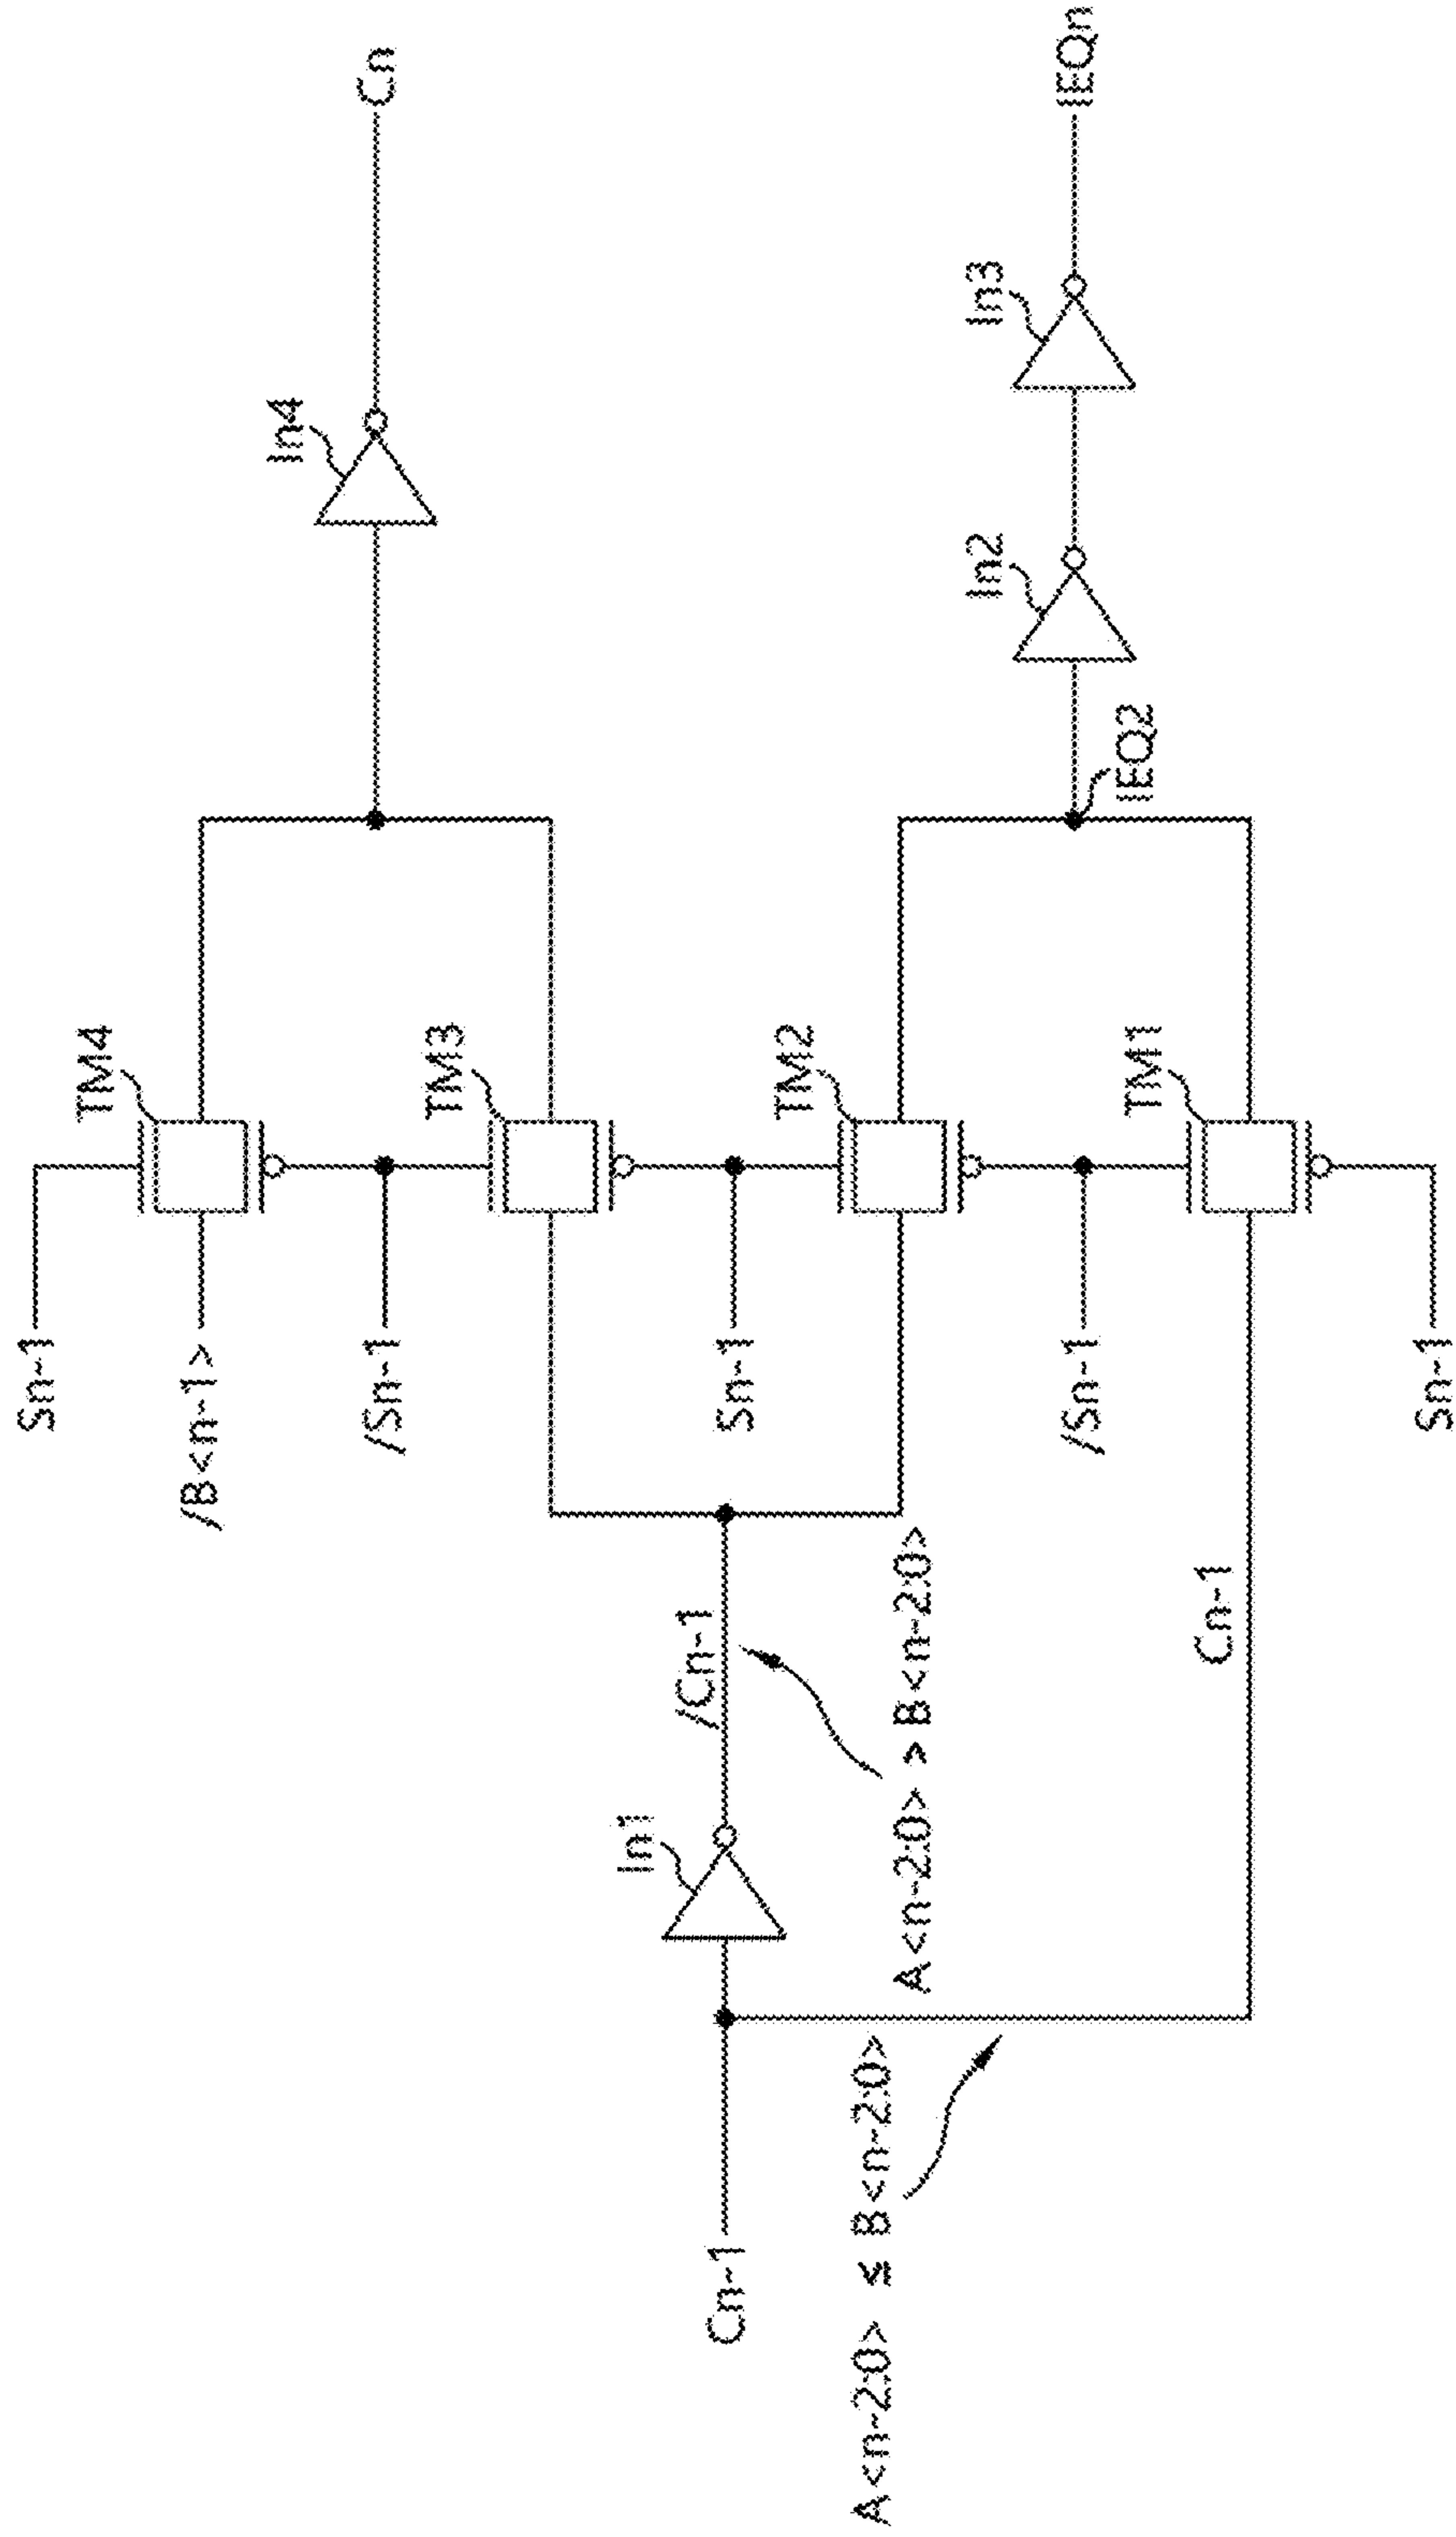 Sn-1
TM4
/B<n-1>
/Sn-1
In4
Cn
TM3
Cn-1
In1
/Cn-1
Sn-1
TM2
A<n-2:0> ≤ B<n-2:0>
A<n-2:0> > B<n-2:0>
/Sn-1
In2
In3
IEQn
IEQ2
TM1
Cn-1
Sn-1